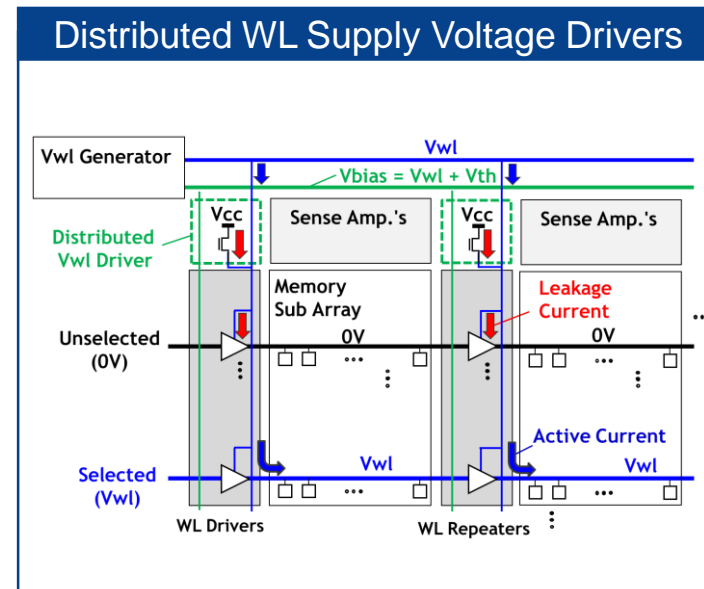 Distributed WL Supply Voltage Drivers
Vwl
Vwl Generator
Vbias = Vwl + Vth
Vcc
Sense Amp.'s
Vcc
Sense Amp.'s
Distributed
Vwl Driver
Memory
Sub Array
Leakage
Current
...
Unselected
(0V)
0V
0V
...
...
...
...
...
...
Active Current
Selected
(Vwl)
Vwl
Vwl
...
...
WL Drivers
WL Repeaters
...